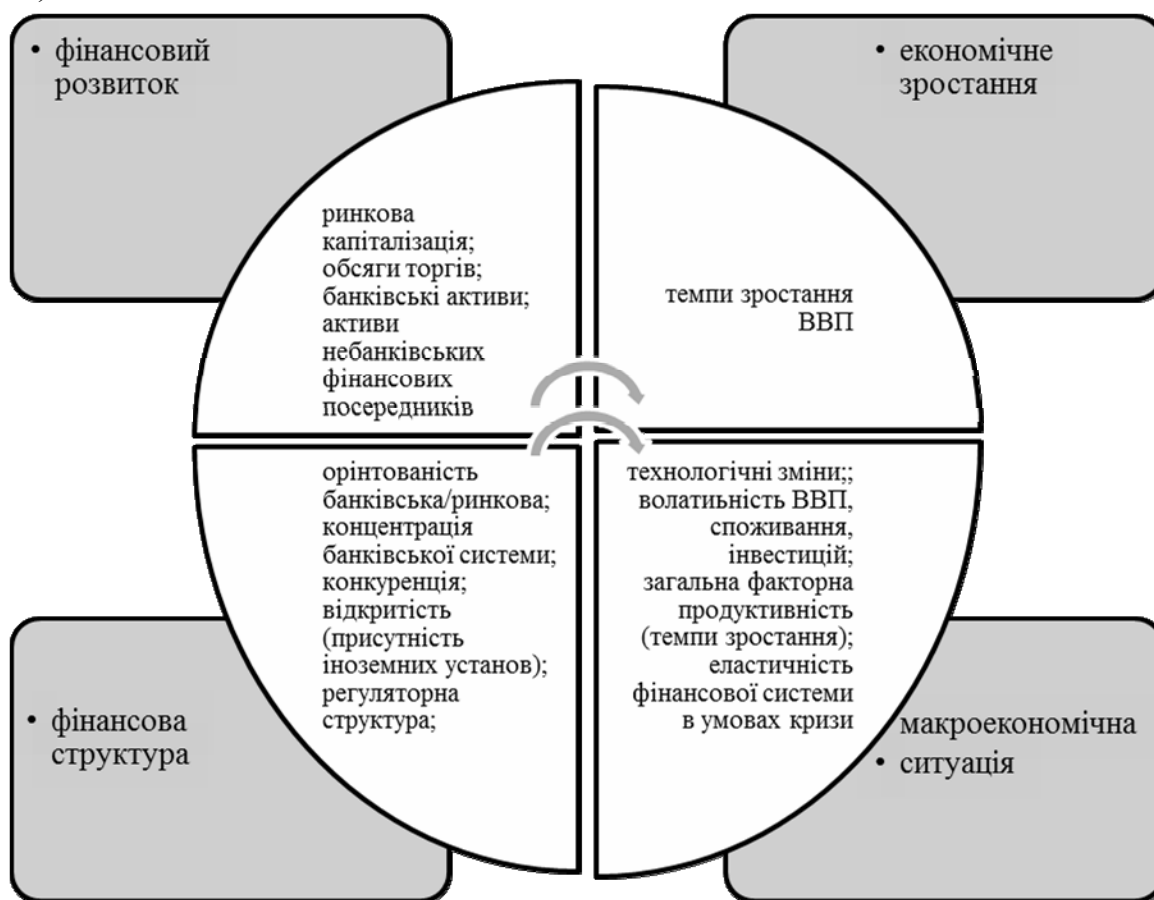 • фінансовий
розвиток
• економічне
зростання
ринкова
капіталізація;
обсяги торгів;
банківські активи;
активи
небанківських
фінансових
посередників
темпи зростання
ВВП
орінтованість
банківська/ринкова;
концентрація
банківської системи;
конкуренція;
відкритість
(присутність
іноземних установ);
регуляторна
структура;
технологічні зміни;;
волатиьність ВВП,
споживання,
інвестицій;
загальна факторна
продуктивність
(темпи зростання);
еластичність
фінансової системи
в умовах кризи
• фінансова
структура
макроекономічна
• ситуація